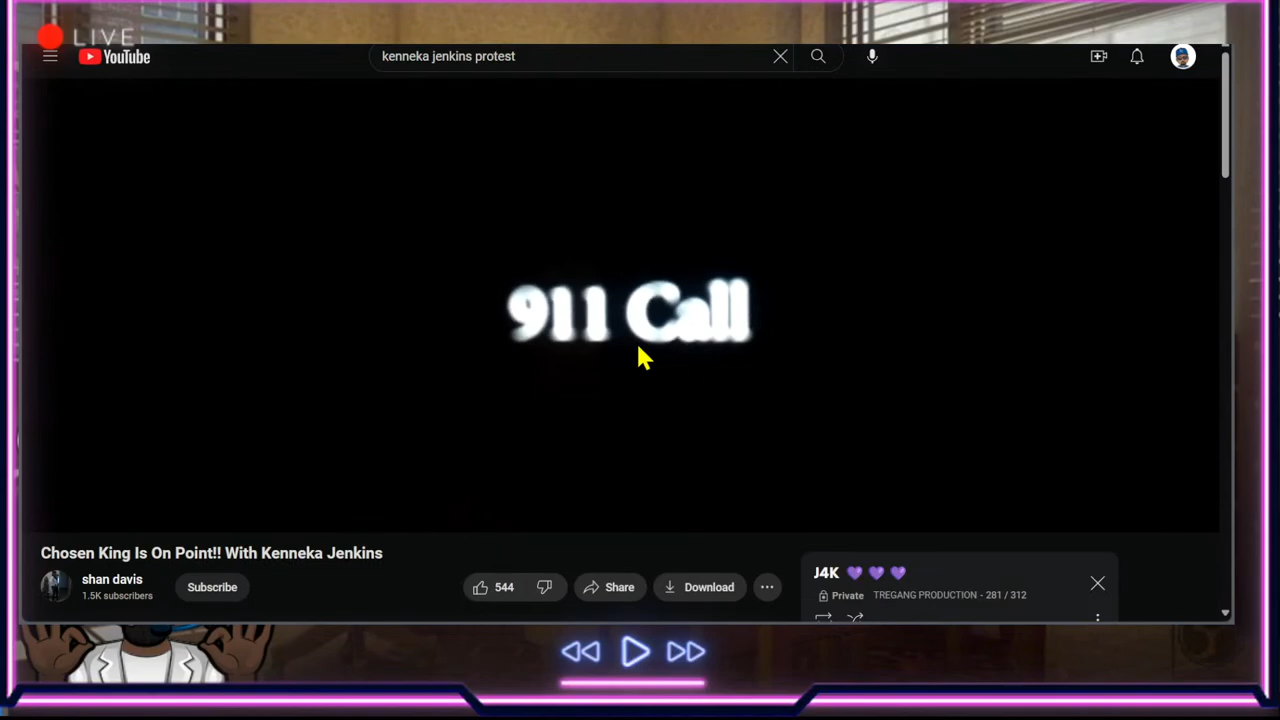 LIVE
YouTube
kenneka jenkins protest
911 Call
Chosen King Is On Point!! With Kenneka Jenkins
shan davis
1.5K subscribers
Subscribe
544
Share
Download
J4K 💜 💜 💜
Private
TREGANG PRODUCTION - 281 / 312